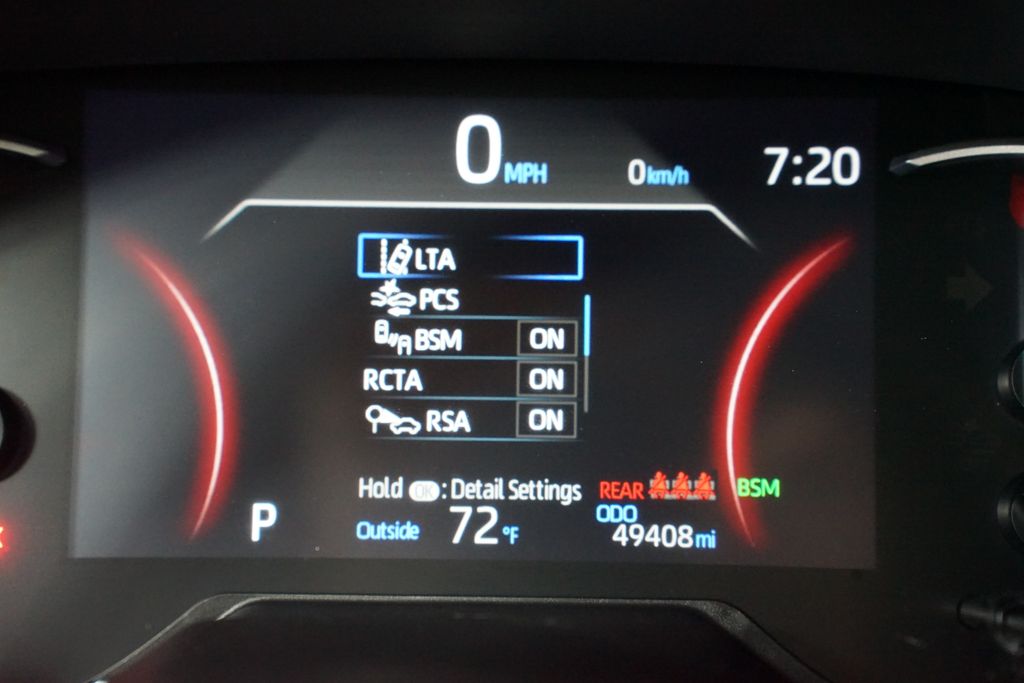 0 MPH 0 km/h 7:20
LTA
PCS
BSM ON
RCTA ON
RSA ON
Hold OK : Detail Settings REAR BSM
P Outside 72 °F ODO 49408 mi